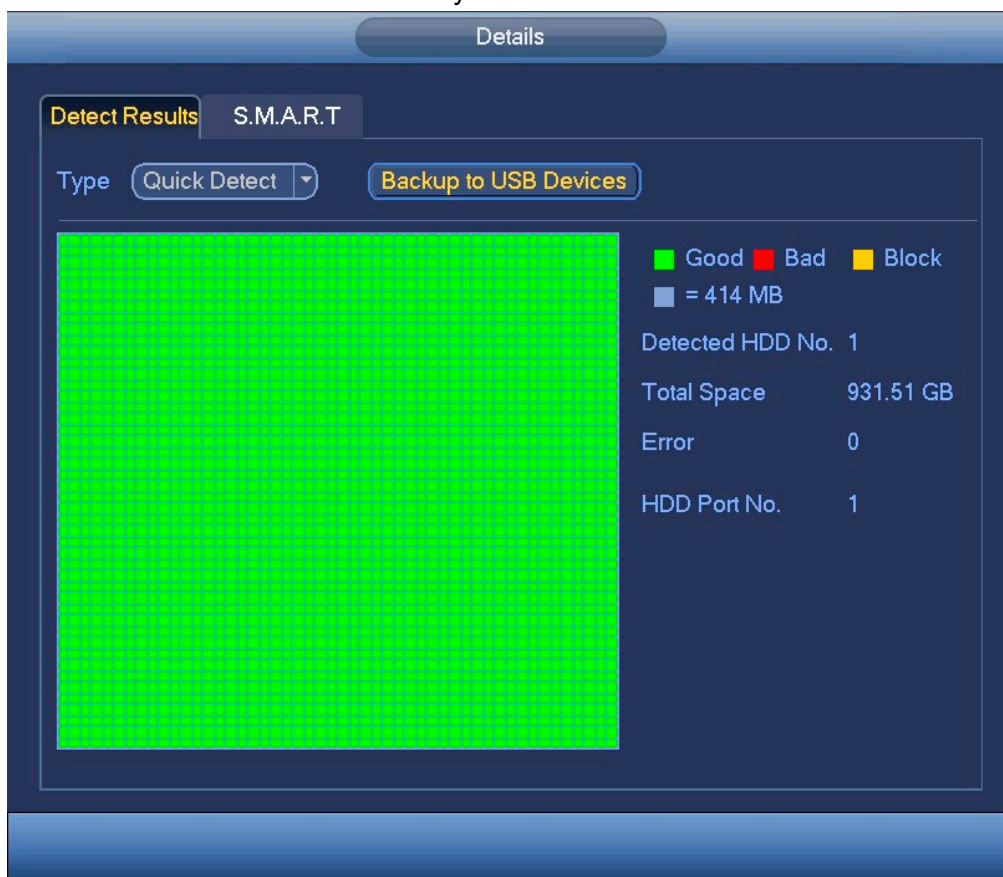 Details
Detect Results S.M.A.R.T
Type Quick Detect Backup to USB Devices
Good Bad Block
= 414 MB
Detected HDD No. 1
Total Space 931.51 GB
Error 0
HDD Port No. 1